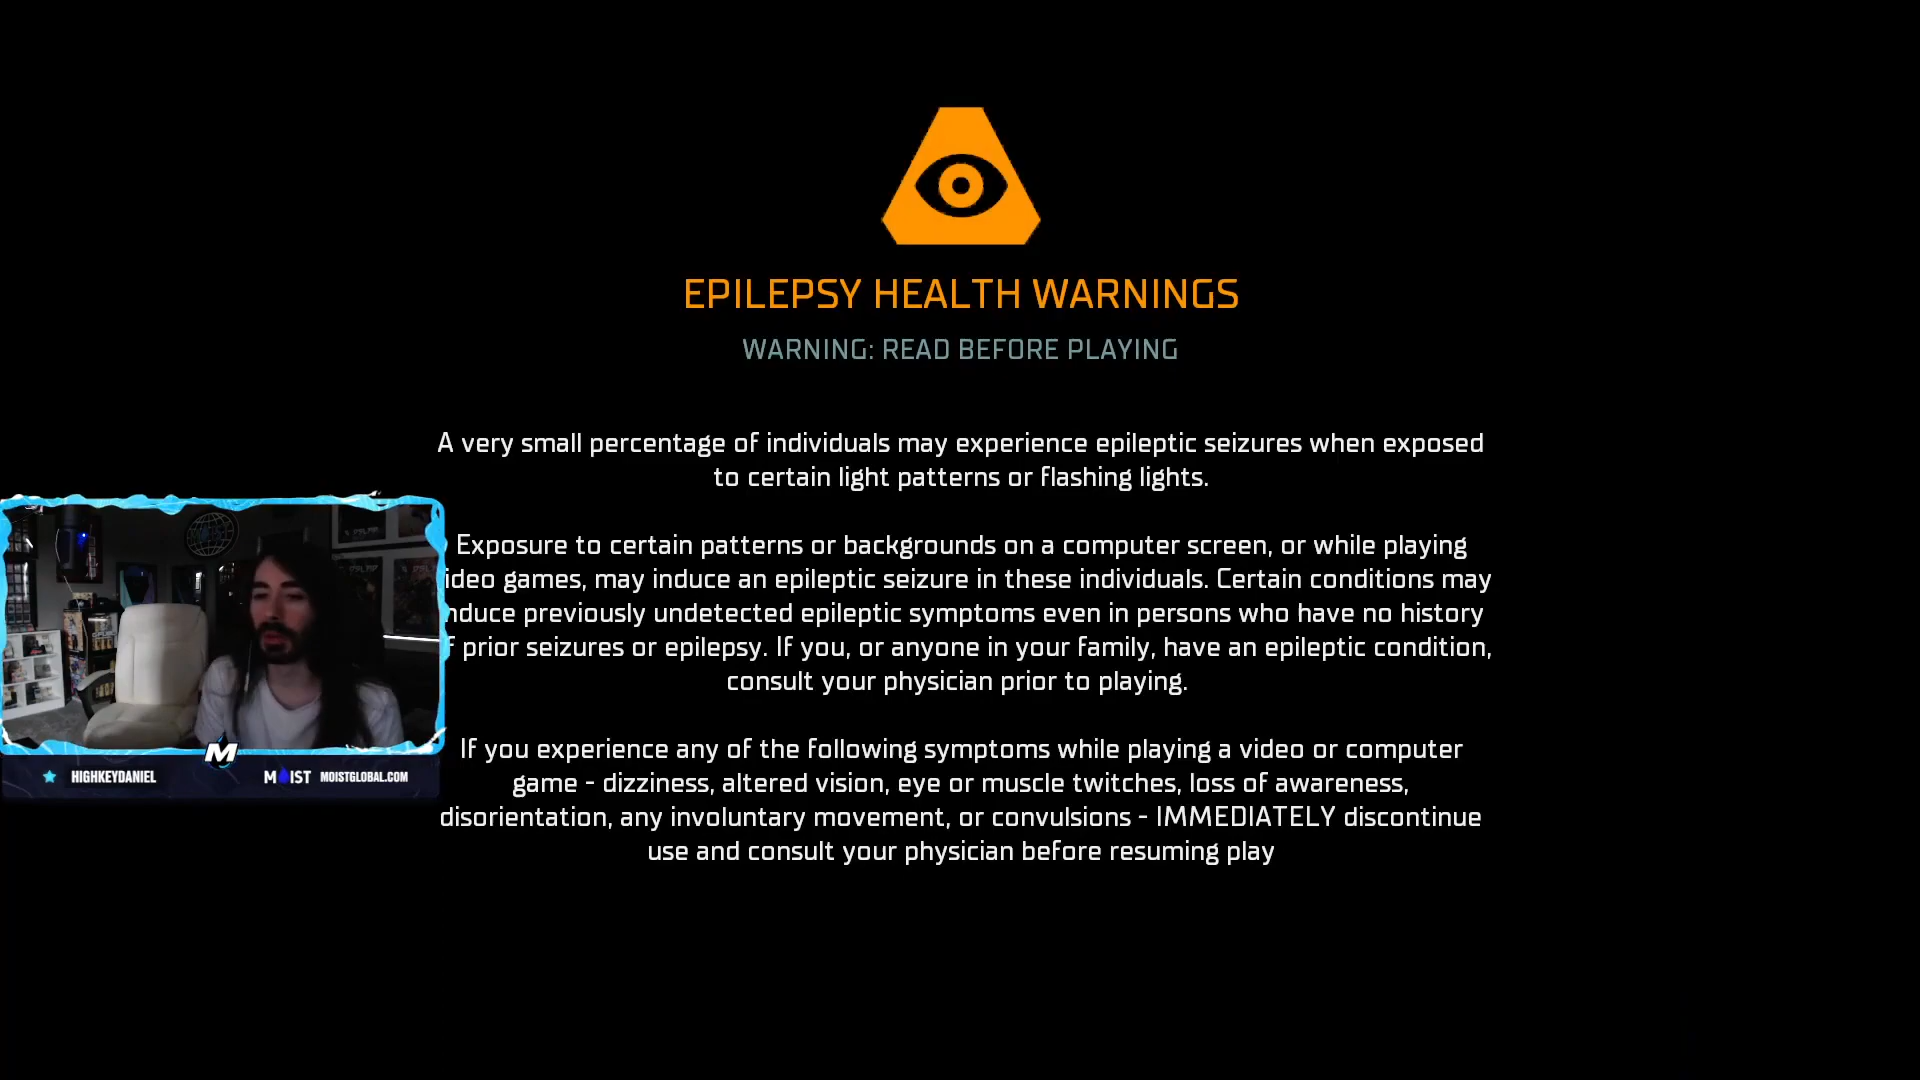 EPILEPSY HEALTH WARNINGS
WARNING: READ BEFORE PLAYING
A very small percentage of individuals may experience epileptic seizures when exposed
to certain light patterns or flashing lights.
Exposure to certain patterns or backgrounds on a computer screen, or while playing
ideo games, may induce an epileptic seizure in these individuals. Certain conditions may
nduce previously undetected epileptic symptoms even in persons who have no history
f prior seizures or epilepsy. If you, or anyone in your family, have an epileptic condition,
consult your physician prior to playing.
If you experience any of the following symptoms while playing a video or computer
game - dizziness, altered vision, eye or muscle twitches, loss of awareness,
disorientation, any involuntary movement, or convulsions - IMMEDIATELY discontinue
use and consult your physician before resuming play
M
HIGHKEYDANIEL
MOIST MOISTGLOBAL.COM